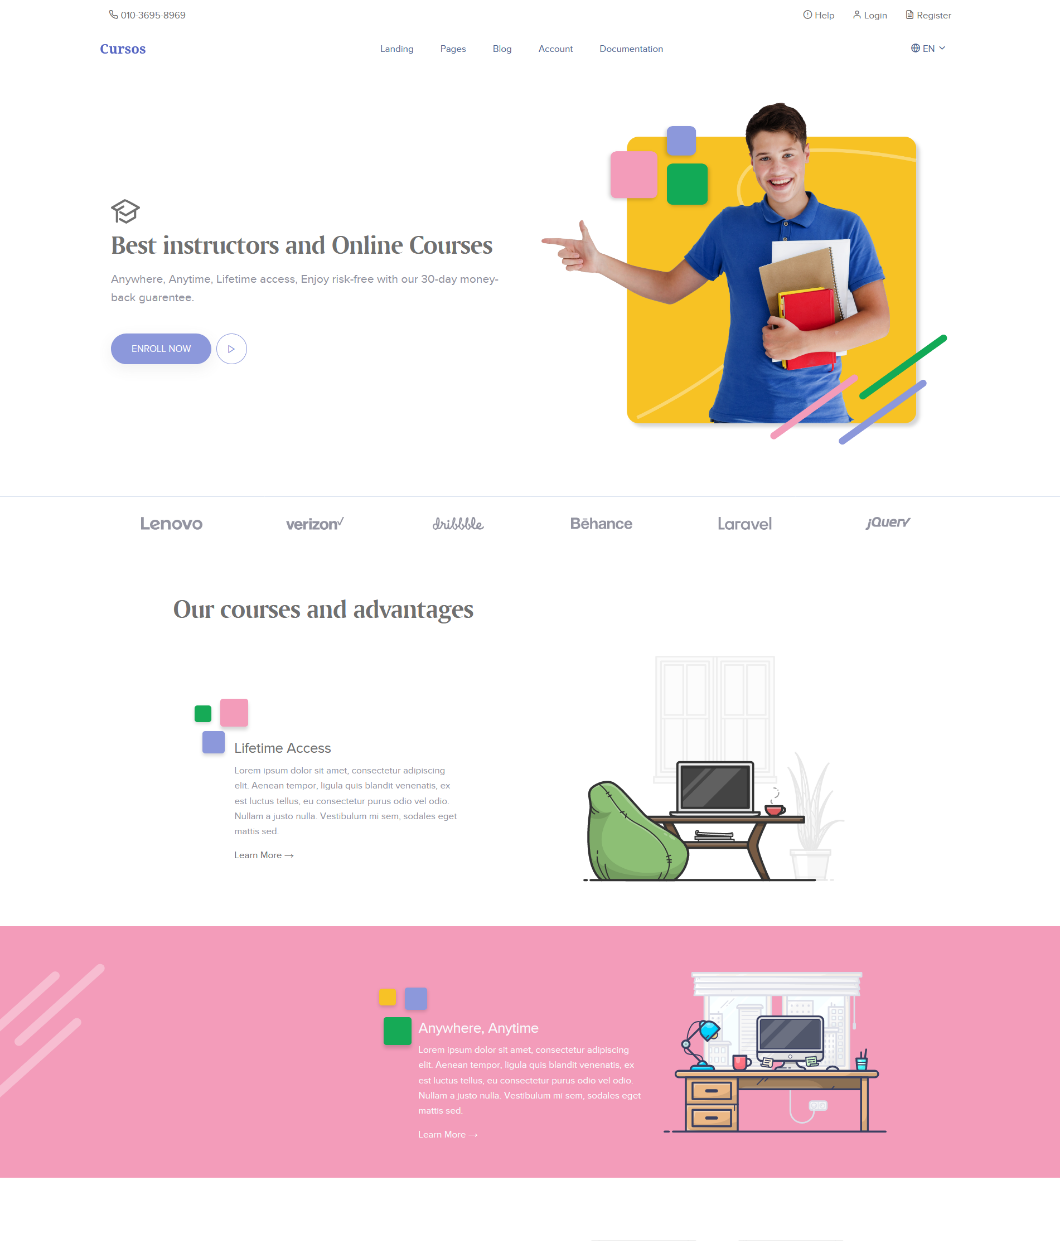 010-3695-8969
Help
Login
Register
Cursos
Landing
Pages
Blog
Account
Documentation
EN
Best instructors and Online Courses
Anywhere, Anytime, Lifetime access, Enjoy risk-free with our 30-day money-
back guarentee.
ENROLL NOW
Lenovo
verizon
dribbble
Bēhance
Laravel
jQuery
Our courses and advantages
Lifetime Access
Lorem ipsum dolor sit amet, consectetur adipiscing
elit. Aenean tempor, ligula quis blandit venenatis, ex
est luctus tellus, eu consectetur purus odio vel odio.
Nullam a justo nulla. Vestibulum mi sem, sodales eget
mattis sed.
Learn More →
Anywhere, Anytime
Lorem ipsum dolor sit amet, consectetur adipiscing
elit. Aenean tempor, ligula quis blandit venenatis, ex
est luctus tellus, eu consectetur purus odio vel odio.
Nullam a justo nulla. Vestibulum mi sem, sodales eget
mattis sed.
Learn More →